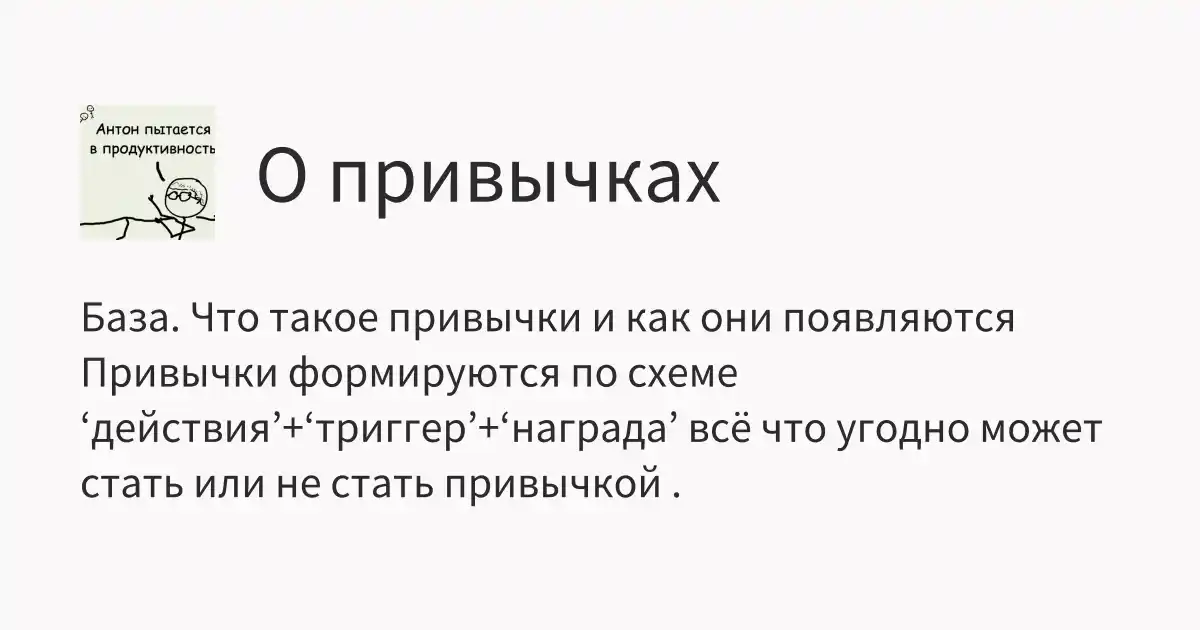 Антон пытается
в продуктивность
О привычках
База. Что такое привычки и как они появляются
Привычки формируются по схеме
‘действия’+‘триггер’+‘награда’ всё что угодно может
стать или не стать привычкой .